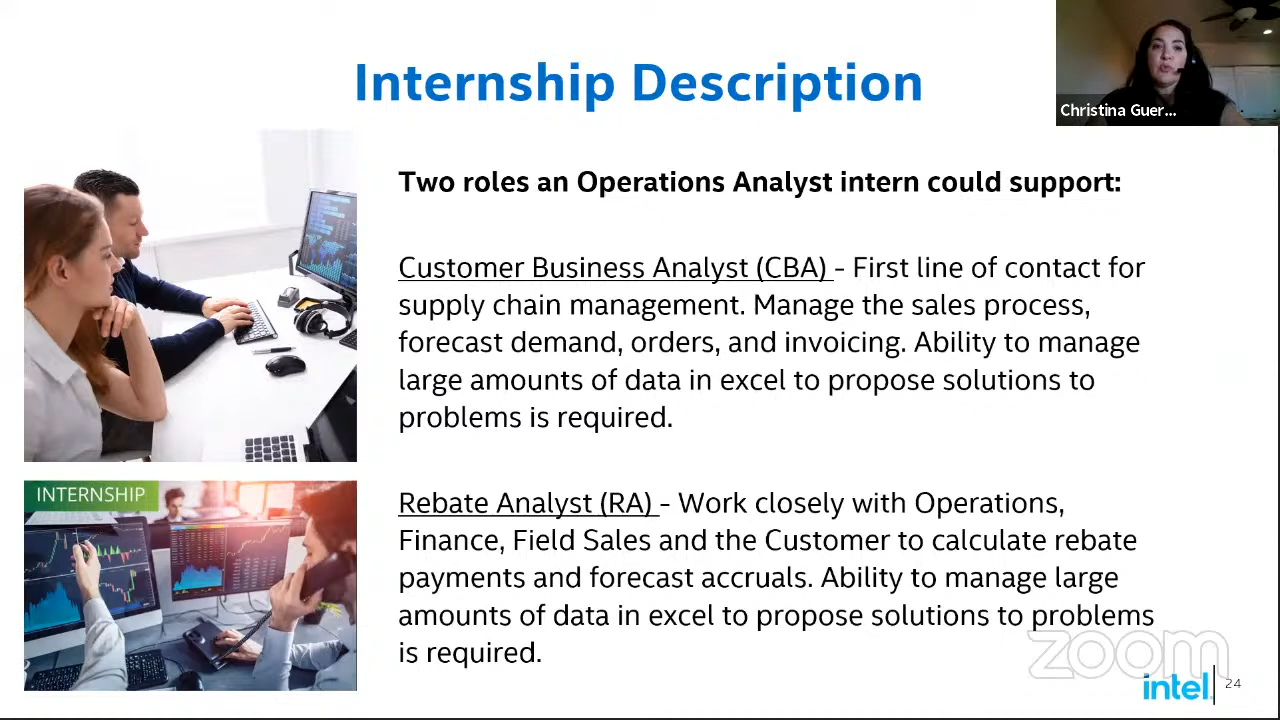 Internship Description
Christina Guer...
Two roles an Operations Analyst intern could support:
Customer Business Analyst (CBA) - First line of contact for
supply chain management. Manage the sales process,
forecast demand, orders, and invoicing. Ability to manage
large amounts of data in excel to propose solutions to
problems is required.
INTERNSHIP
Rebate Analyst (RA) - Work closely with Operations,
Finance, Field Sales and the Customer to calculate rebate
payments and forecast accruals. Ability to manage large
amounts of data in excel to propose solutions to problems
is required.
zoom
intel.
24